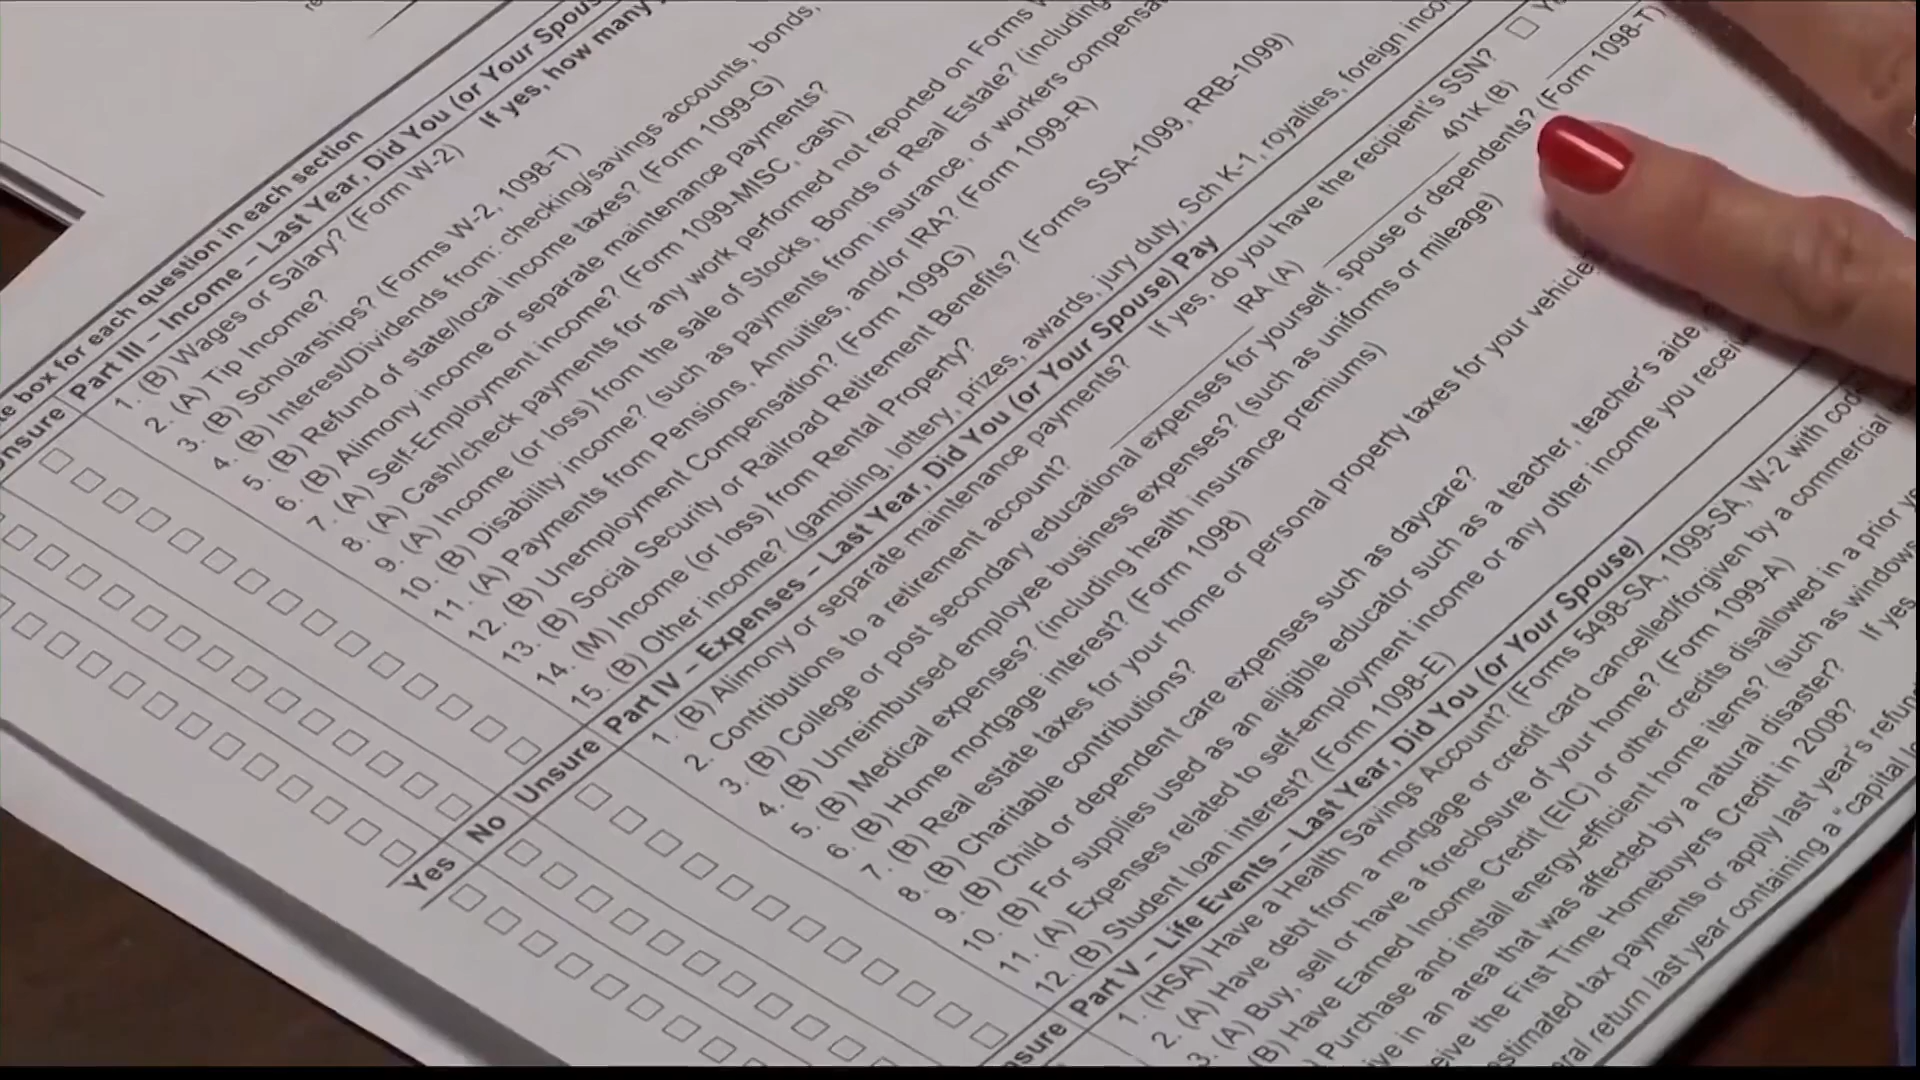 box for each question in each section
Unsure Part III – Income – Last Year, Did You (or Your Spous
If yes, how many
1. (B) Wages or Salary? (Form W-2)
2. (A) Tip Income?
3. (B) Scholarships? (Forms W-2, 1098-T)
4. (B) Interest/Dividends from: checking/savings accounts, bonds,
5. (B) Refund of state/local income taxes? (Form 1099-G)
6. (B) Alimony income or separate maintenance payments?
7. (A) Self-Employment income? (Form 1099-MISC, cash)
8. (A) Cash/check payments for any work performed not reported on Forms
9. (A) Income (or loss) from the sale of Stocks, Bonds or Real Estate? (including
10. (B) Disability income? (such as payments from insurance, or workers compensa
11. (A) Payments from Pensions, Annuities, and/or IRA? (Form 1099-R)
12. (B) Unemployment Compensation? (Form 1099G)
13. (B) Social Security or Railroad Retirement Benefits? (Forms SSA-1099, RRB-1099)
14. (M) Income (or loss) from Rental Property?
15. (B) Other income? (gambling, lottery, prizes, awards, jury duty, Sch K-1, royalties, foreign inco
Yes No Unsure Part IV – Expenses – Last Year, Did You (or Your Spouse) Pay
1. (B) Alimony or separate maintenance payments? If yes, do you have the recipient's SSN?
2. Contributions to a retirement account? IRA (A) 401K (B)
3. (B) College or post secondary educational expenses for yourself, spouse or dependents? (Form 1098-T)
4. (B) Unreimbursed employee business expenses? (such as uniforms or mileage)
5. (B) Medical expenses? (including health insurance premiums)
6. (B) Home mortgage interest? (Form 1098)
7. (B) Real estate taxes for your home or personal property taxes for your vehicle
8. (B) Charitable contributions?
9. (B) Child or dependent care expenses such as daycare?
10. (B) For supplies used as an eligible educator such as a teacher, teacher's aide,
11. (A) Expenses related to self-employment income or any other income you recei
12. (B) Student loan interest? (Form 1098-E)
nsure Part V – Life Events – Last Year, Did You (or Your Spouse)
1. (HSA) Have a Health Savings Account? (Forms 5498-SA, 1099-SA, W-2 with cod
2. (A) Have debt from a mortgage or credit card cancelled/forgiven by a commercial
3. (A) Buy, sell or have a foreclosure of your home? (Form 1099-A)
(B) Have Earned Income Credit (EIC) or other credits disallowed in a prior
Purchase and install energy-efficient home items? (such as windows
ive in an area that was affected by a natural disaster?
eive the First Time Homebuyers Credit in 2008? If yes
estimated tax payments or apply last year's refun
eral return last year containing a "capital